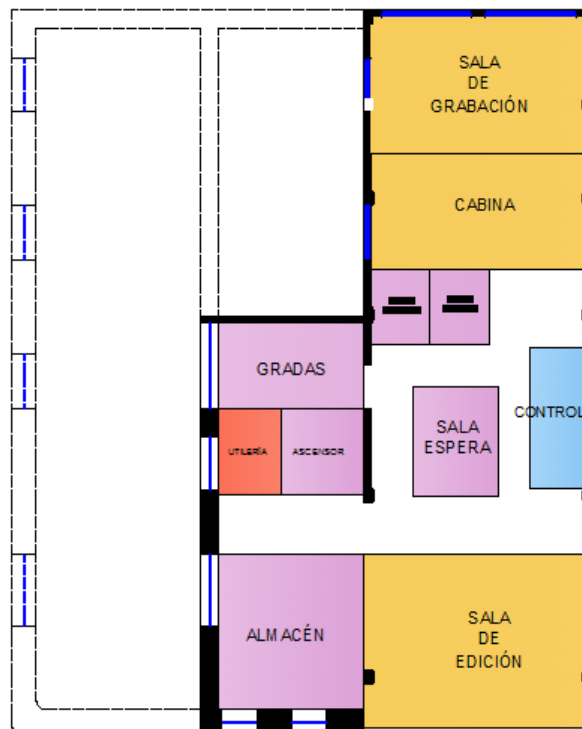 SALA
DE
GRABACIÓN
CABINA
GRADAS
CONTROL
SALA
ESPERA
UTILERÍA
ASCENSOR
ALMACÉN
SALA
DE
EDICIÓN